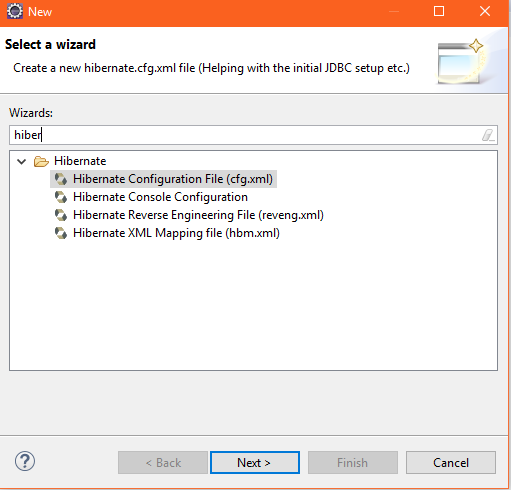 New
Select a wizard
Create a new hibernate.cfg.xml file (Helping with the initial JDBC setup etc.)
Wizards:
hiber
Hibernate
Hibernate Configuration File (cfg.xml)
Hibernate Console Configuration
Hibernate Reverse Engineering File (reveng.xml)
Hibernate XML Mapping file (hbm.xml)
? < Back Next > Finish Cancel